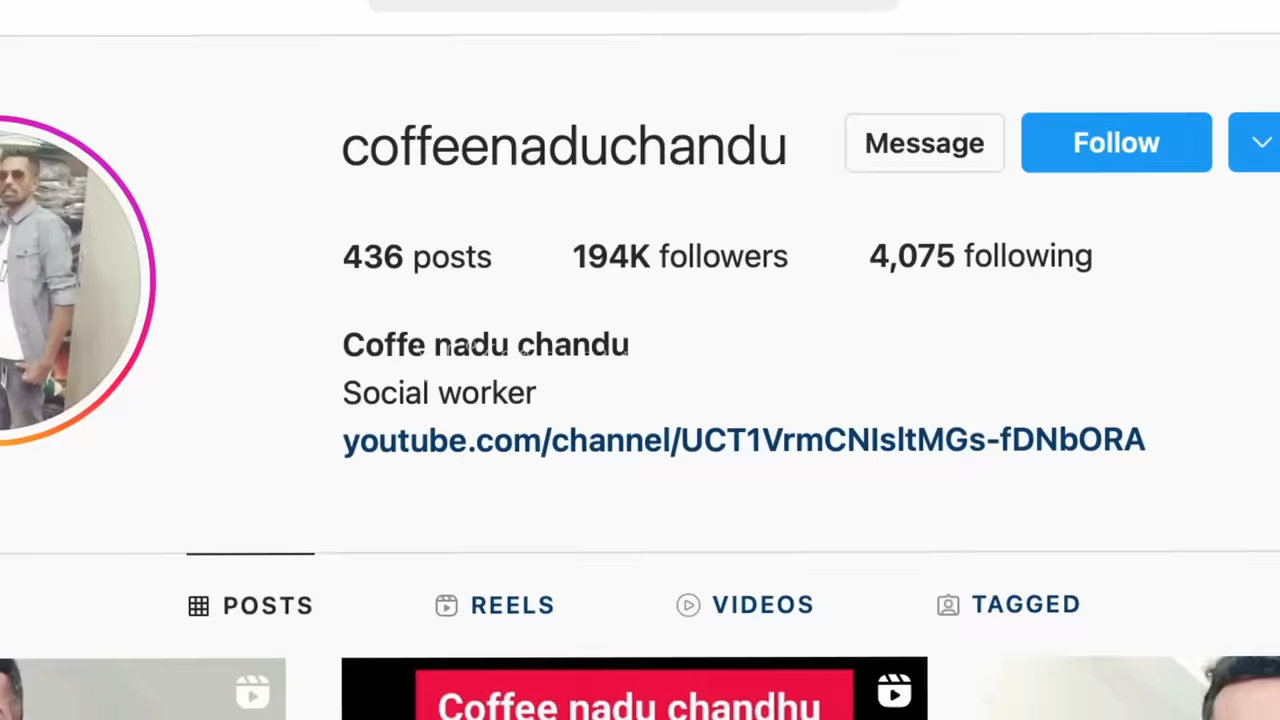 coffeenaduchandu
Message
Follow
436 posts
194K followers
4,075 following
Coffe nadu chandu
Social worker
youtube.com/channel/UCT1VrmCNIsltMGs-fDNbORA
POSTS
REELS
VIDEOS
TAGGED
Coffee nadu chandhu